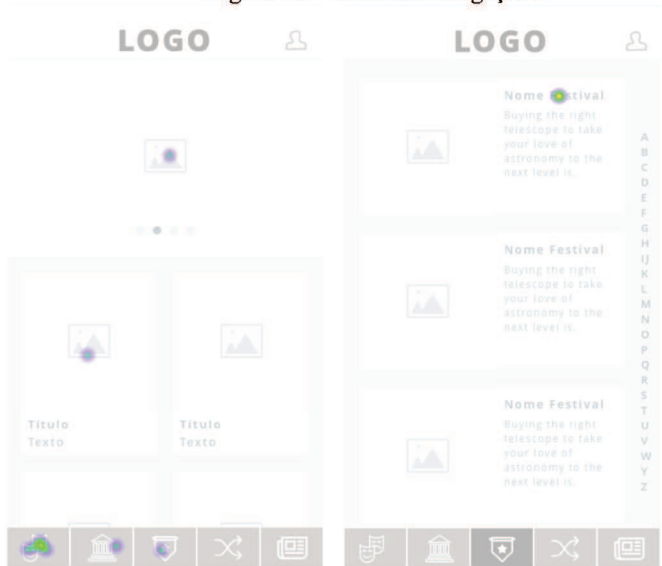 LOGO
Título
Texto
Título
Texto
LOGO
Nome Festival
Buying the right
telescope to take
your love of
astronomy to the
next level is.
Nome Festival
Buying the right
telescope to take
your love of
astronomy to the
next level is.
Nome Festival
Buying the right
telescope to take
your love of
astronomy to the
next level is.
A
B
C
D
E
F
G
H
IJ
K
L
M
N
O
P
Q
R
S
T
U
V
W
Y
Z